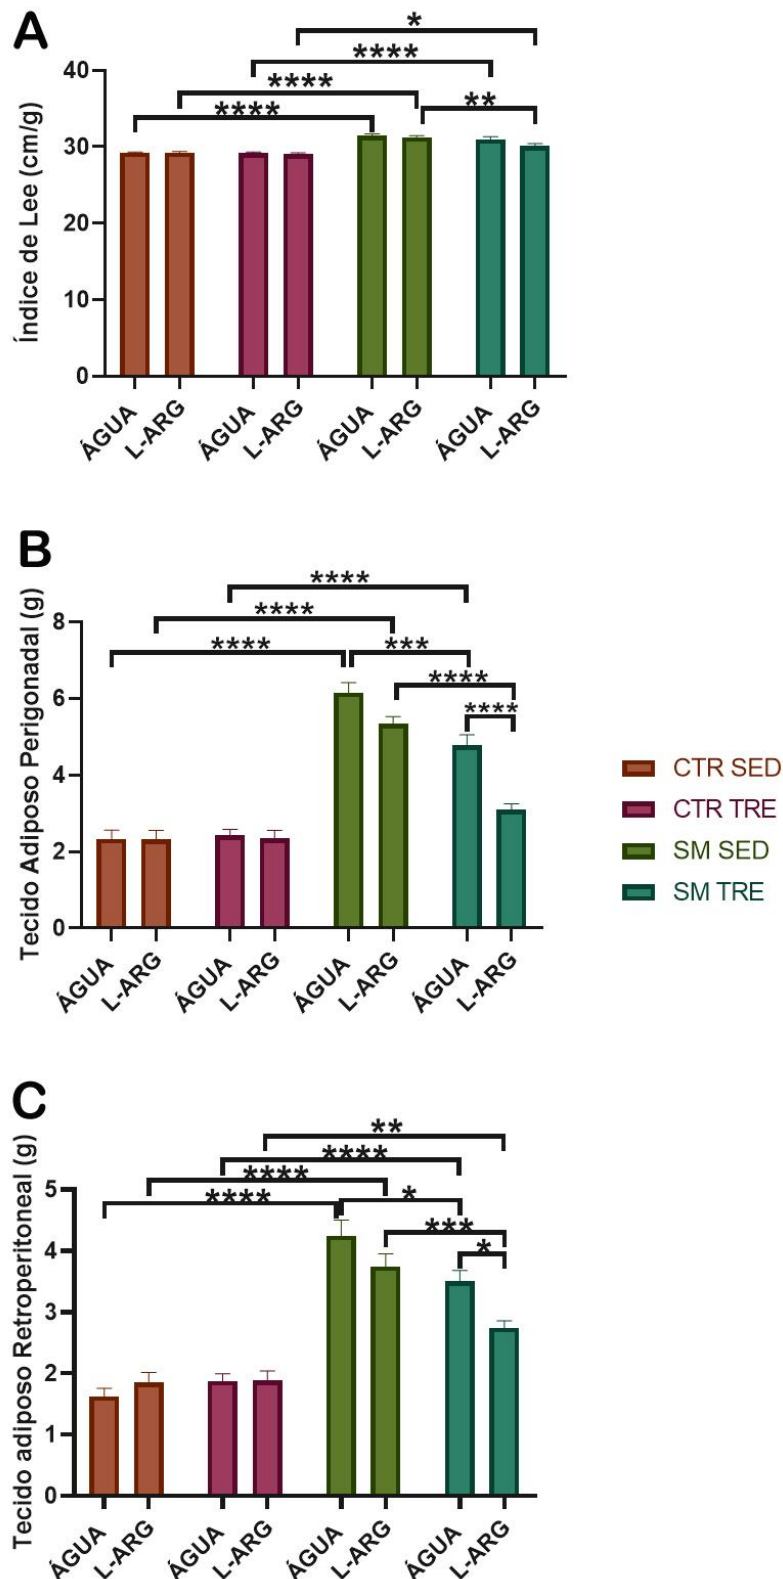 A
Índice de Lee (cm/g)
40
30
20
10
0
*
****
****
**
****
ÁGUA
L-ARG
ÁGUA
L-ARG
ÁGUA
L-ARG
ÁGUA
L-ARG
B
Tecido Adiposo Perigonadal (g)
8
6
4
2
0
****
****
****
***
****
****
ÁGUA
L-ARG
ÁGUA
L-ARG
ÁGUA
L-ARG
ÁGUA
L-ARG
CTR SED
CTR TRE
SM SED
SM TRE
C
Tecido adiposo Retroperitoneal (g)
5
4
3
2
1
0
**
****
****
****
*
***
*
ÁGUA
L-ARG
ÁGUA
L-ARG
ÁGUA
L-ARG
ÁGUA
L-ARG